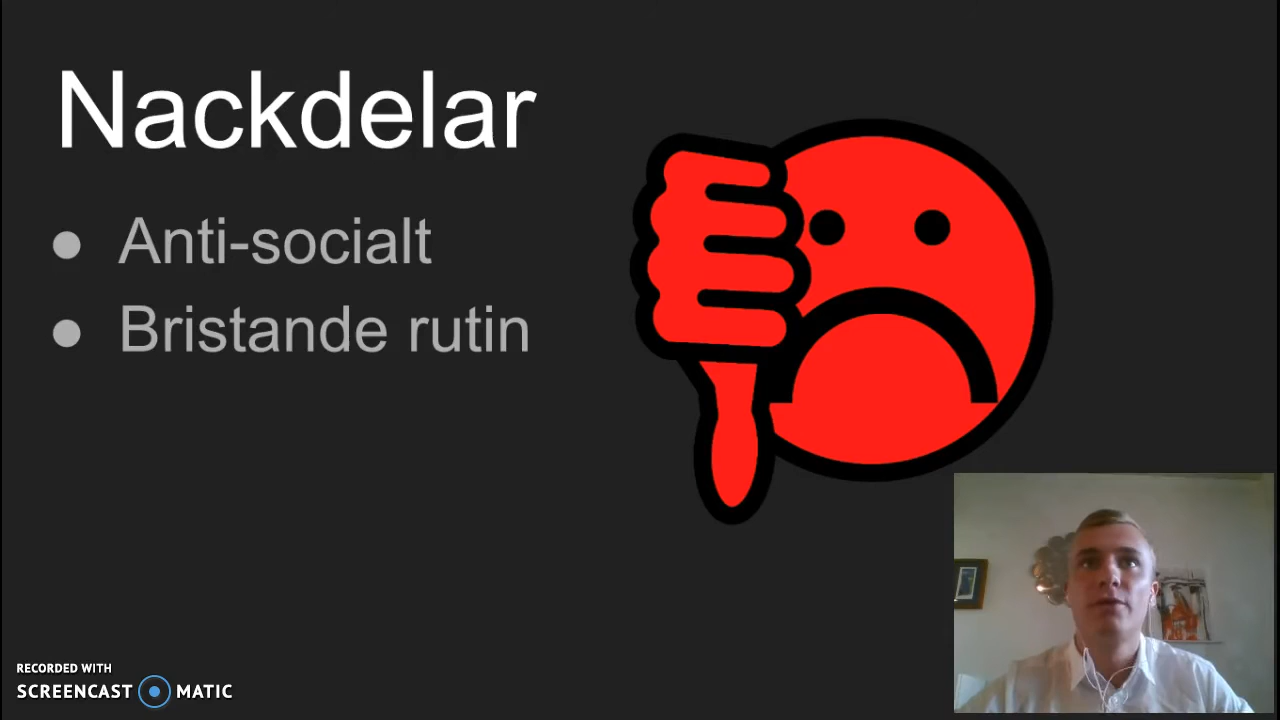 Nackdelar
● Anti-socialt
● Bristande rutin
RECORDED WITH
SCREENCAST MATIC